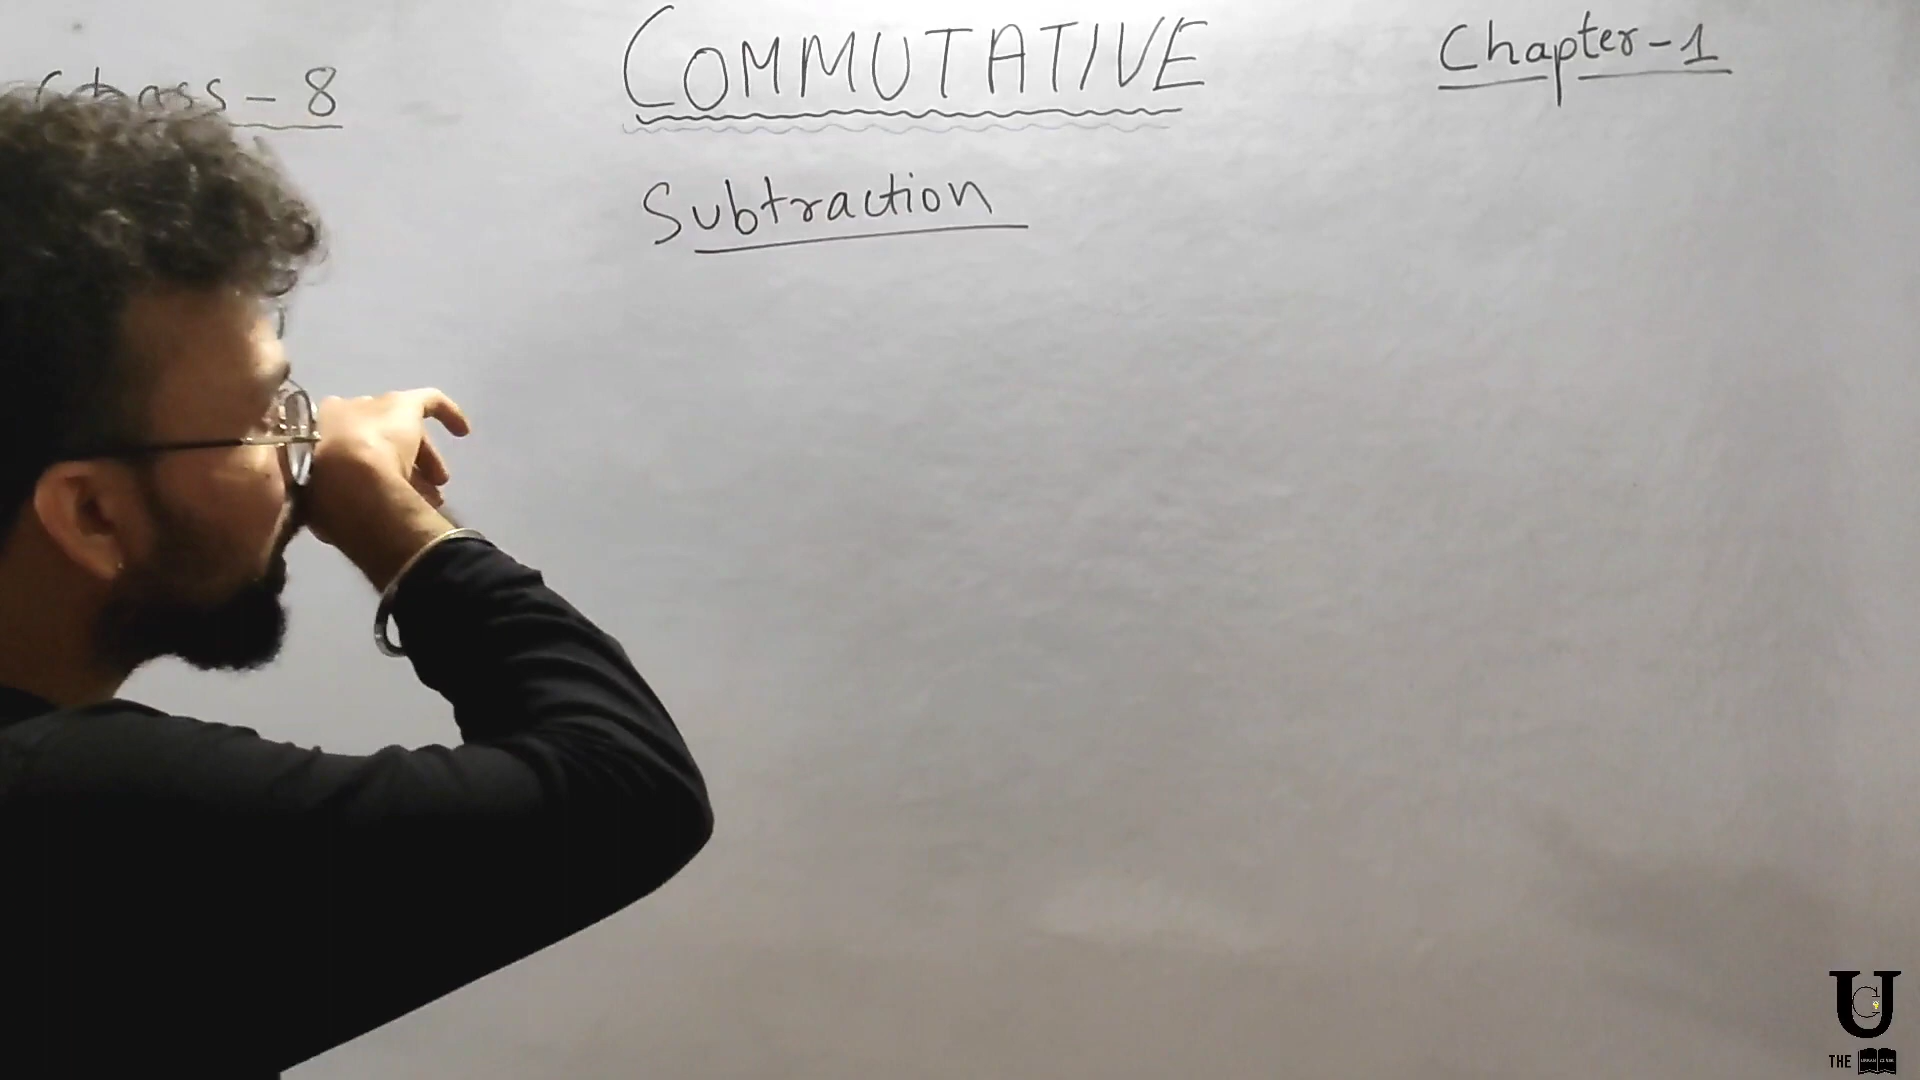 Class - 8
COMMUTATIVE
Chapter - 1
Subtraction
THE